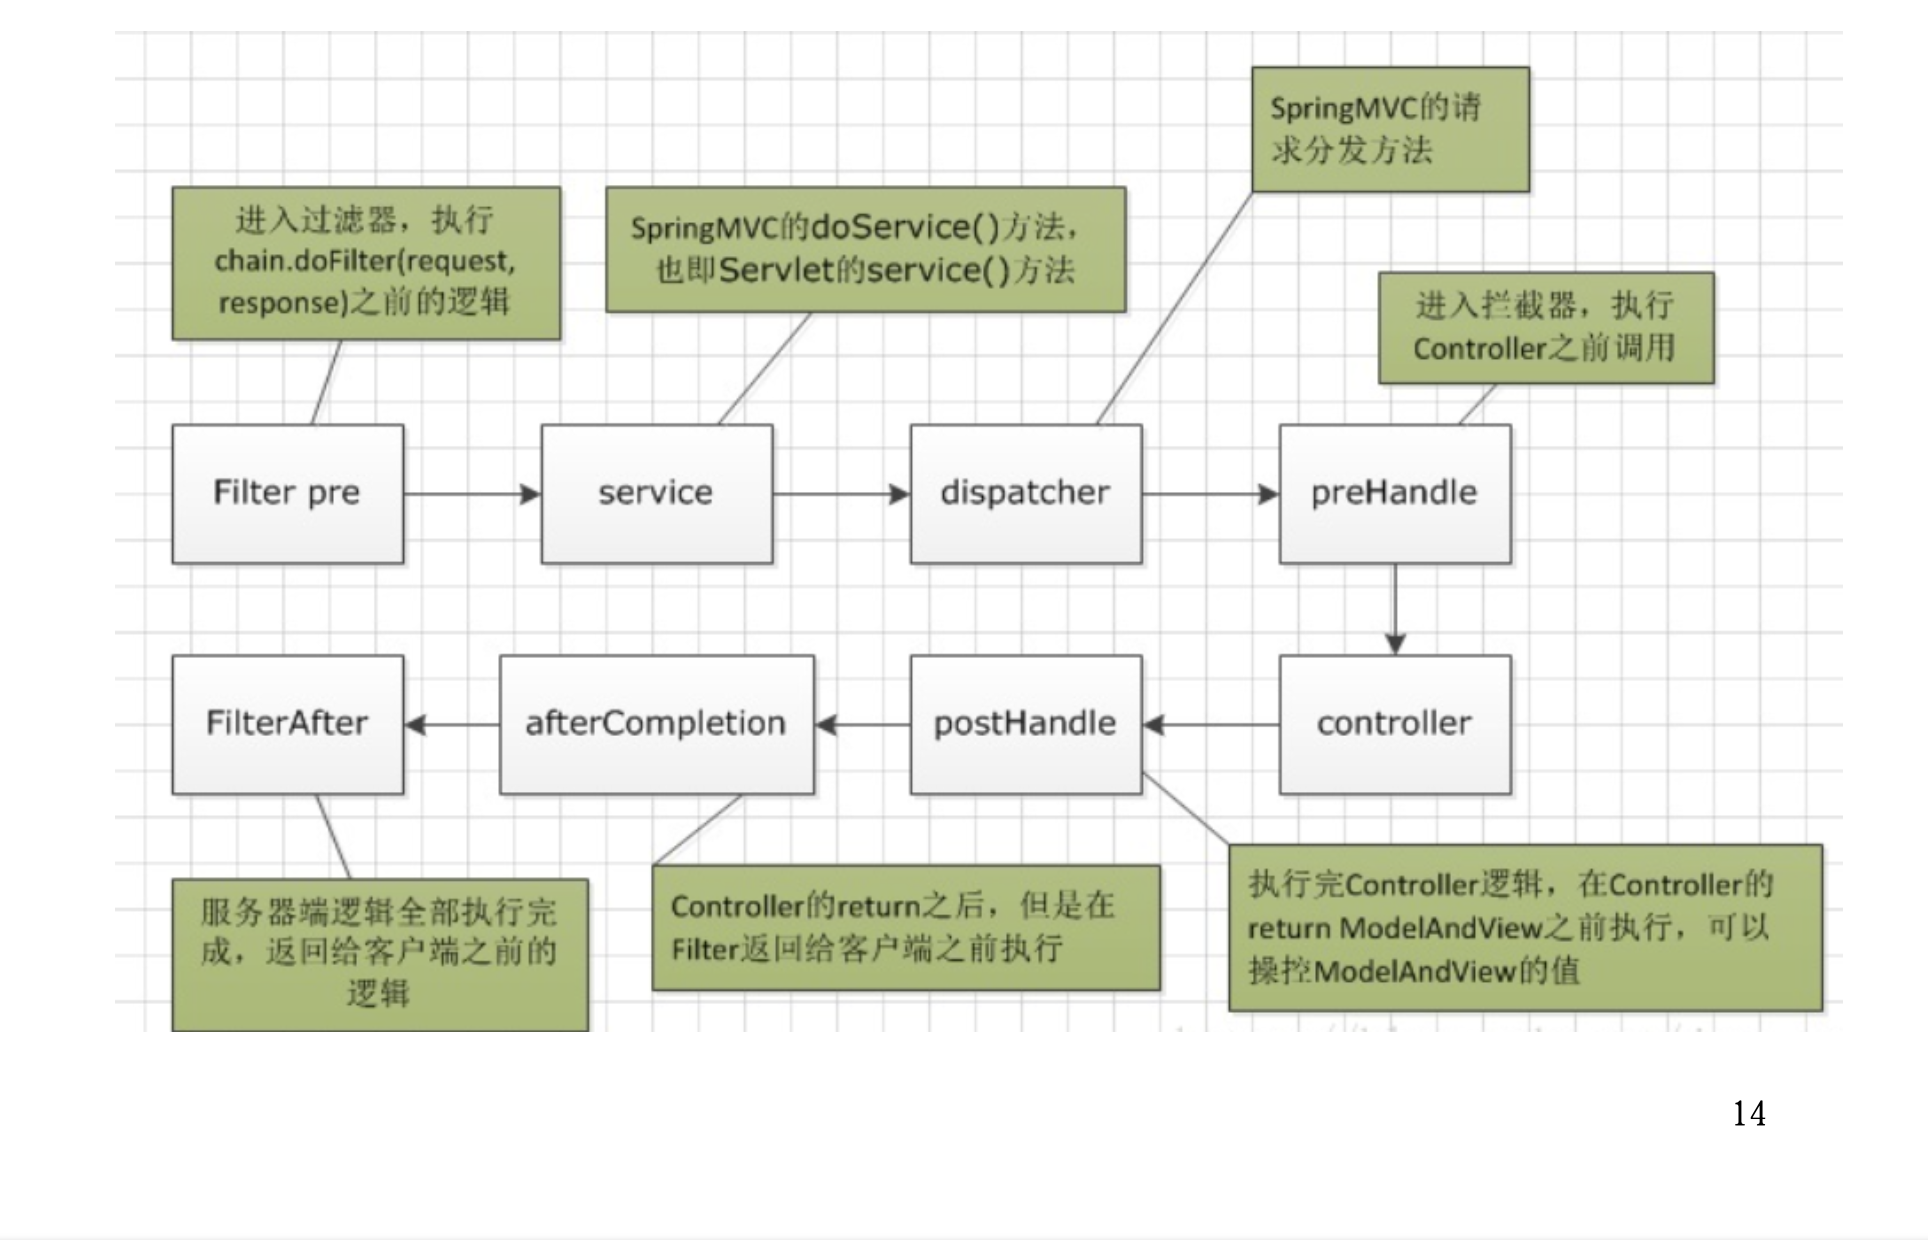 SpringMVC的请
求分发方法
进入过滤器，执行
chain.doFilter(request,
response)之前的逻辑
SpringMVC的doService()方法，
也即Servlet的service()方法
进入拦截器，执行
Controller之前调用
Filter pre
service
dispatcher
preHandle
FilterAfter
afterCompletion
postHandle
controller
服务器端逻辑全部执行完
成，返回给客户端之前的
逻辑
Controller的return之后，但是在
Filter返回给客户端之前执行
执行完Controller逻辑，在Controller的
return ModelAndView之前执行，可以
操控ModelAndView的值
14